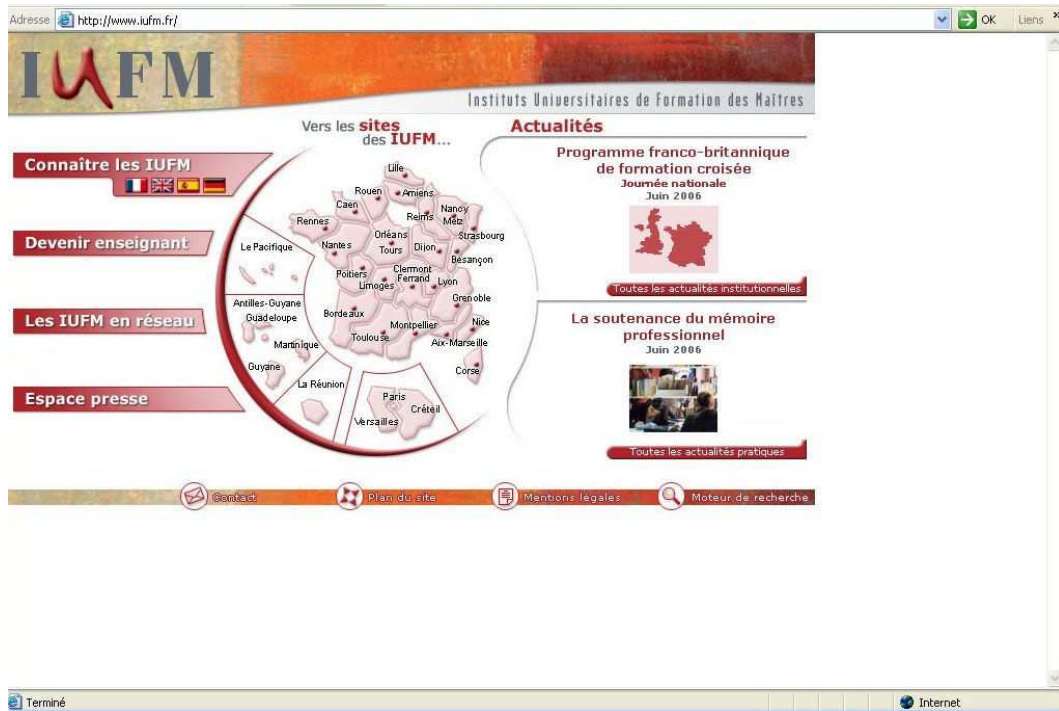 Adresse http://www.iufm.fr/ OK Liens »
IUFM
Instituts Universitaires de Formation des Maîtres
Vers les sites
des IUFM...
Connaître les IUFM
Devenir enseignant
Les IUFM en réseau
Espace presse
Lille
Rouen
Amiens
Caen
Nancy
Metz
Reims
Rennes
Strasbourg
Orléans
Tours
Nantes
Dijon
Besançon
Poitiers
Clermont
Ferrand
Limoges
Lyon
Grenoble
Bordeaux
Montpellier
Nice
Toulouse
Aix-Marseille
Corse
Le Pacifique
Antilles-Guyane
Guadeloupe
Martinique
Guyane
La Réunion
Paris
Créteil
Versailles
Actualités
Programme franco-britannique
de formation croisée
Journée nationale
Juin 2006
Toutes les actualités institutionnelles
La soutenance du mémoire
professionnel
Juin 2006
Toutes les actualités pratiques
Contact
Plan du site
Mentions légales
Moteur de recherche
Terminé
Internet